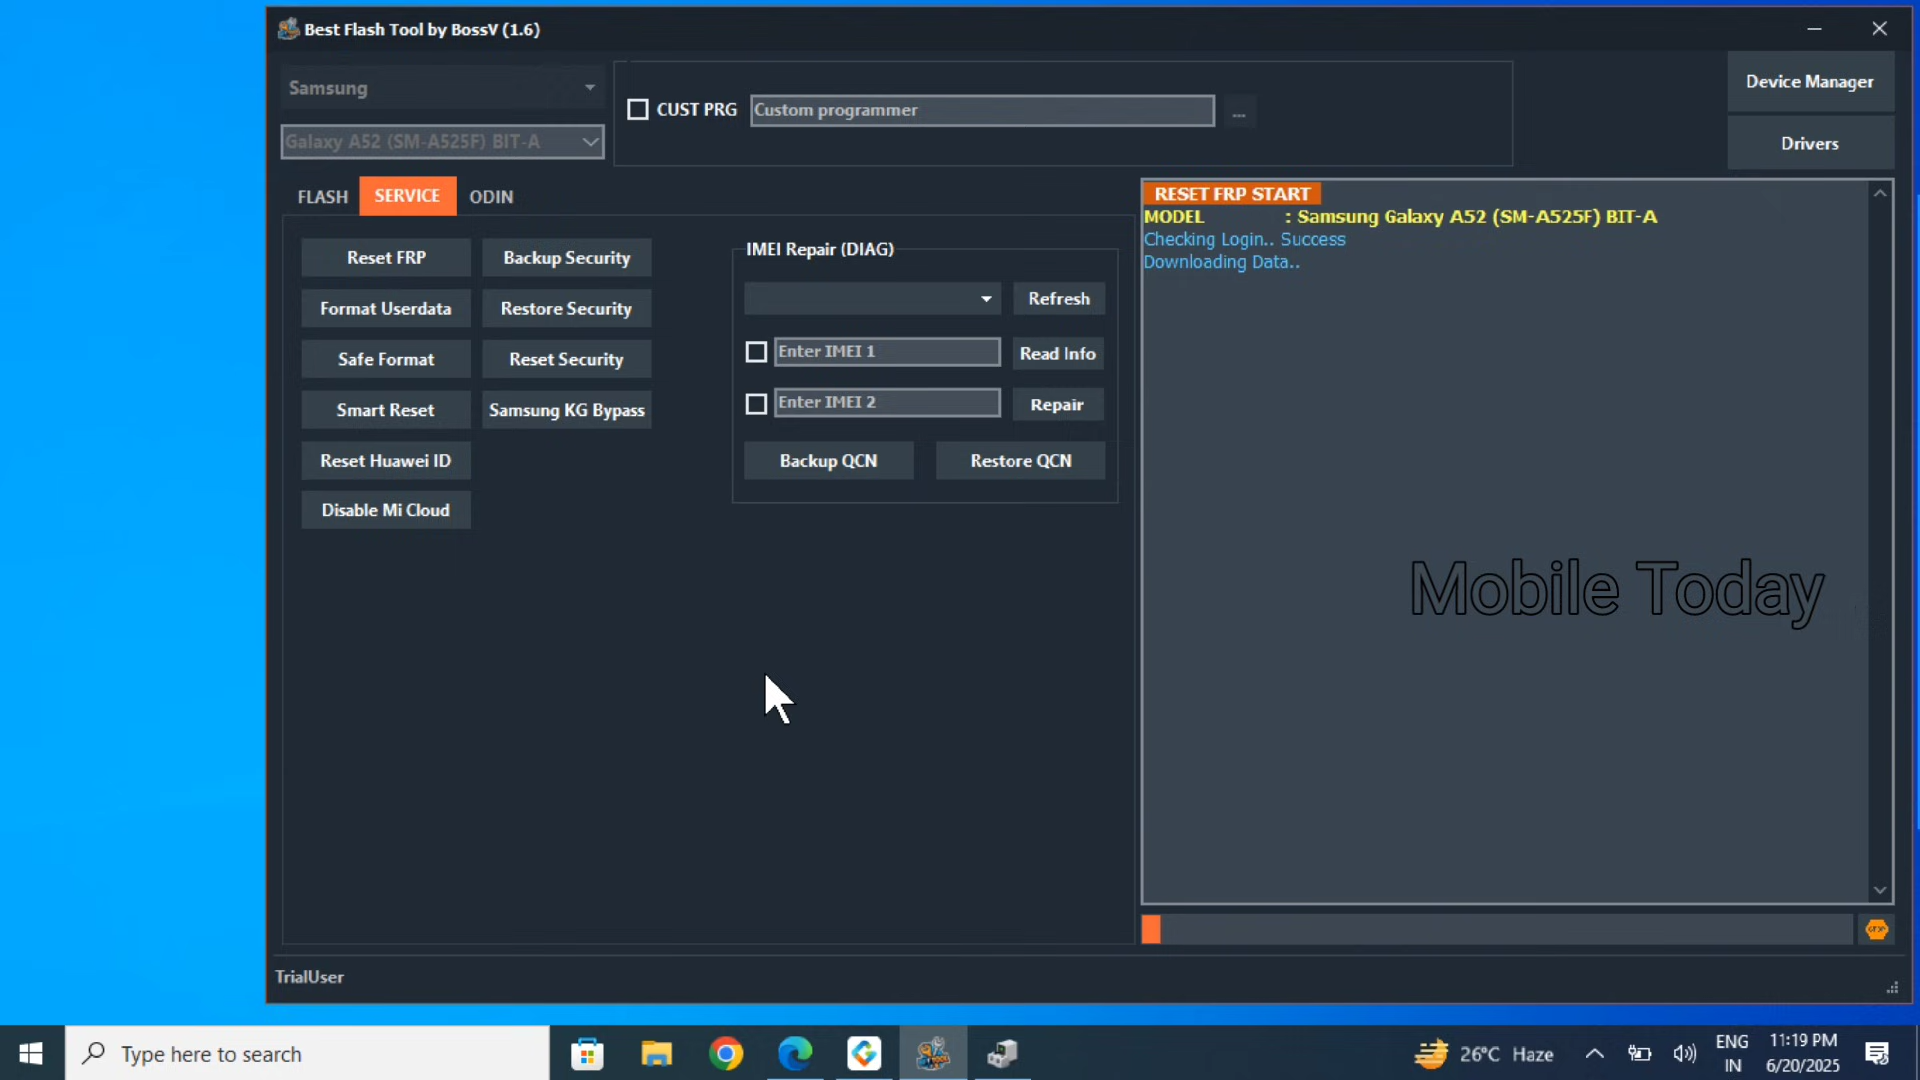 Best Flash Tool by BossV (1.6)
Samsung
Galaxy A52 (SM-A525F) BIT-A
CUST PRG
Custom programmer
...
Device Manager
Drivers
FLASH
SERVICE
ODIN
Reset FRP
Backup Security
Format Userdata
Restore Security
Safe Format
Reset Security
Smart Reset
Samsung KG Bypass
Reset Huawei ID
Disable Mi Cloud
IMEI Repair (DIAG)
Refresh
Enter IMEI 1
Read Info
Enter IMEI 2
Repair
Backup QCN
Restore QCN
RESET FRP START
MODEL : Samsung Galaxy A52 (SM-A525F) BIT-A
Checking Login.. Success
Downloading Data..
Mobile Today
TrialUser
Type here to search
26°C Haze
ENG
IN
11:19 PM
6/20/2025